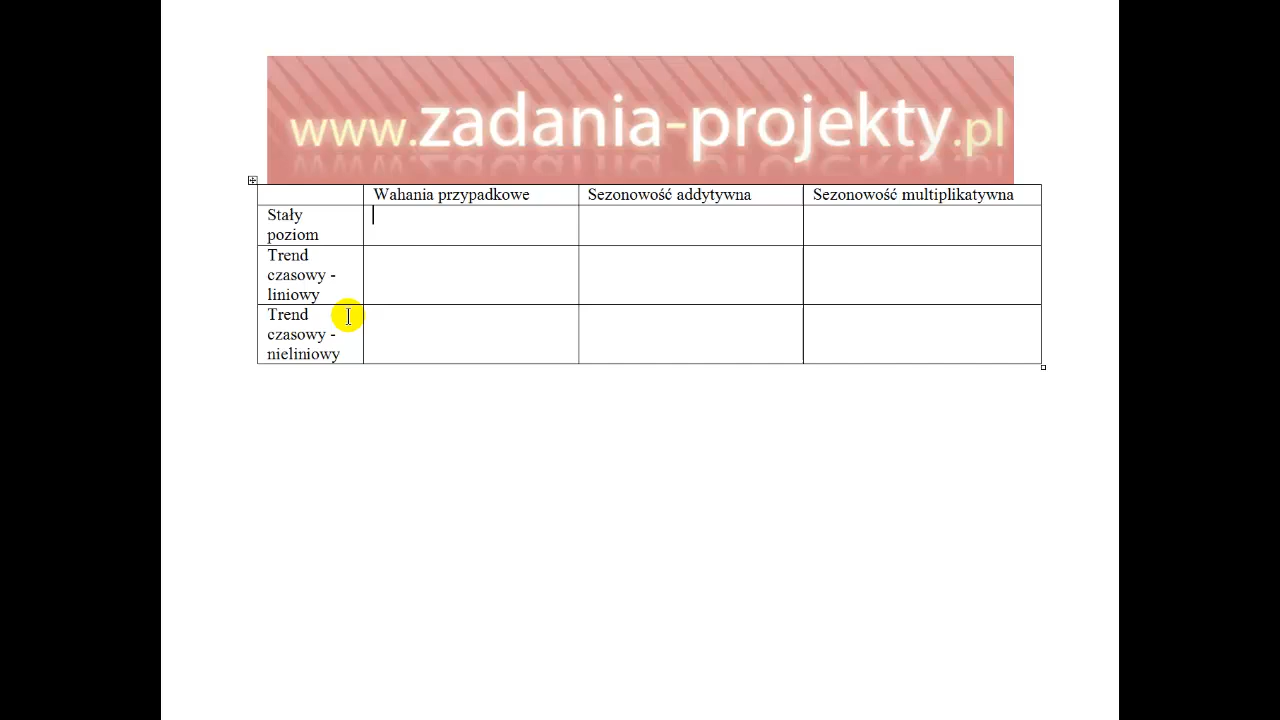 www.zadania-projekty.pl
Wahania przypadkowe Sezonowość addytywna Sezonowość multiplikatywna
Stały
poziom
Trend
czasowy -
liniowy
Trend
czasowy -
nieliniowy